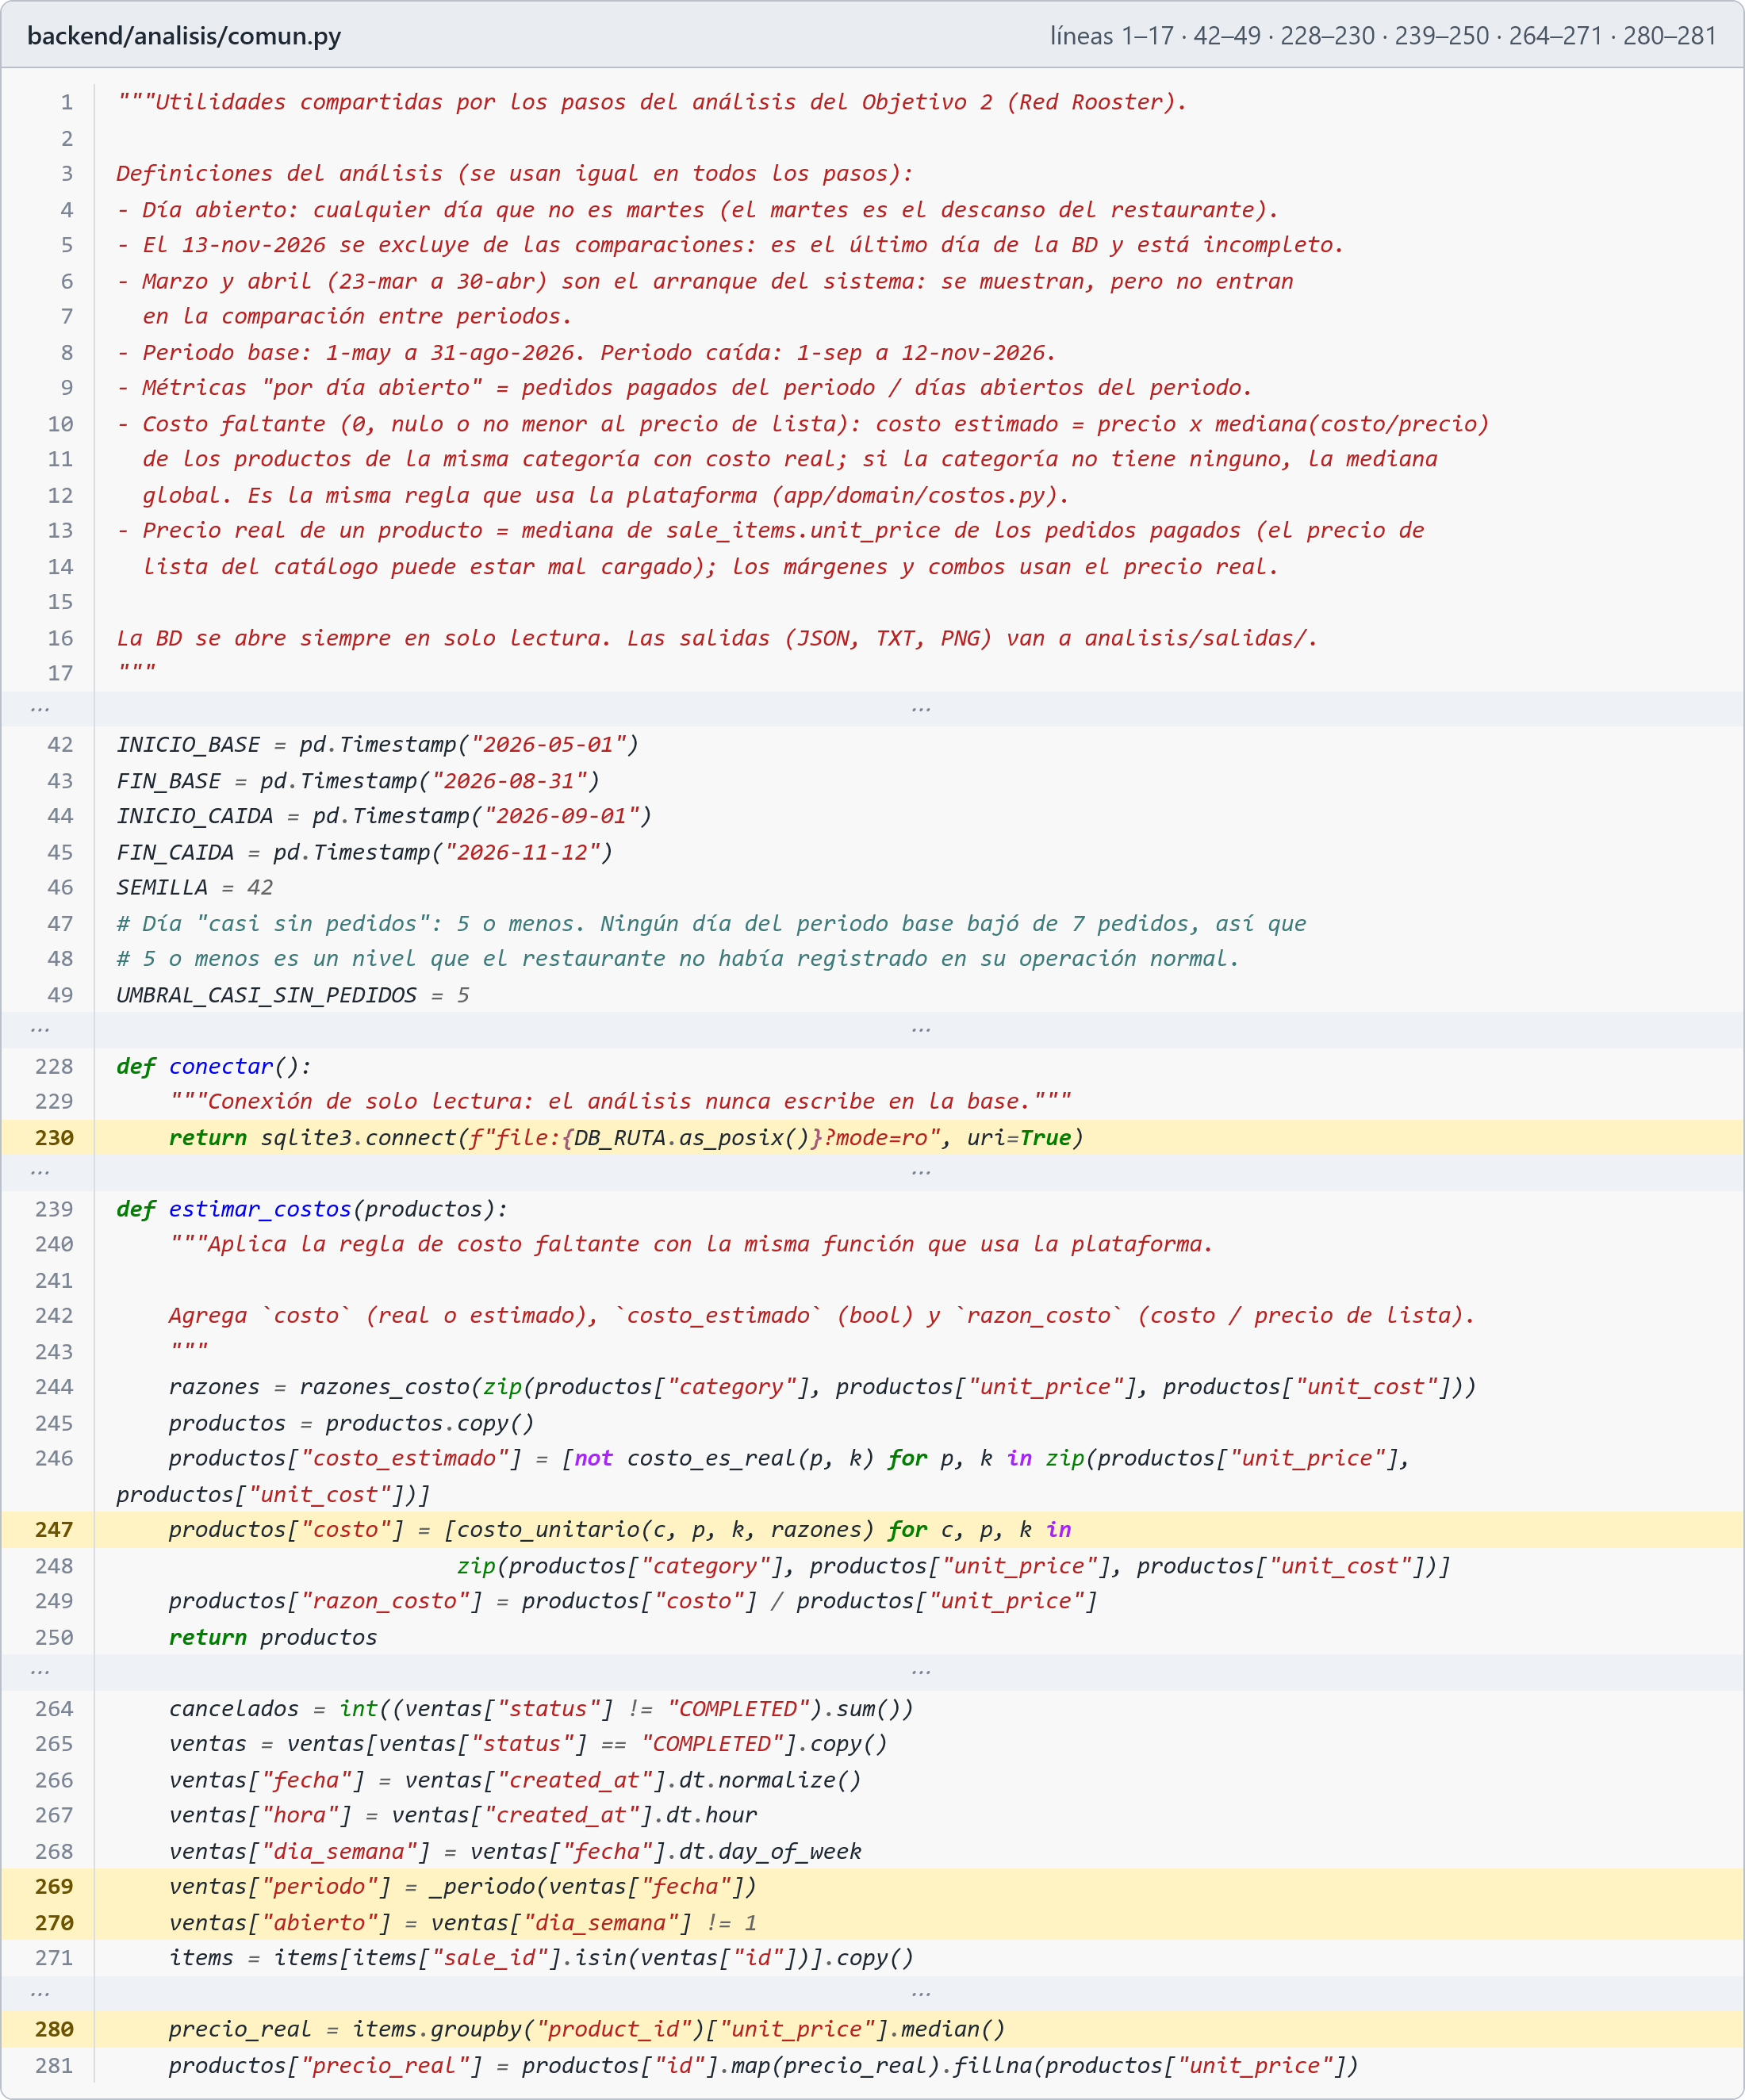 backend/analisis/comun.py
líneas 1–17 · 42–49 · 228–230 · 239–250 · 264–271 · 280–281
1 """Utilidades compartidas por los pasos del análisis del Objetivo 2 (Red Rooster).
2
3 Definiciones del análisis (se usan igual en todos los pasos):
4 - Día abierto: cualquier día que no es martes (el martes es el descanso del restaurante).
5 - El 13-nov-2026 se excluye de las comparaciones: es el último día de la BD y está incompleto.
6 - Marzo y abril (23-mar a 30-abr) son el arranque del sistema: se muestran, pero no entran
7   en la comparación entre periodos.
8 - Periodo base: 1-may a 31-ago-2026. Periodo caída: 1-sep a 12-nov-2026.
9 - Métricas "por día abierto" = pedidos pagados del periodo / días abiertos del periodo.
10 - Costo faltante (0, nulo o no menor al precio de lista): costo estimado = precio x mediana(costo/precio)
11   de los productos de la misma categoría con costo real; si la categoría no tiene ninguno, la mediana
12   global. Es la misma regla que usa la plataforma (app/domain/costos.py).
13 - Precio real de un producto = mediana de sale_items.unit_price de los pedidos pagados (el precio de
14   lista del catálogo puede estar mal cargado); los márgenes y combos usan el precio real.
15
16 La BD se abre siempre en solo lectura. Las salidas (JSON, TXT, PNG) van a analisis/salidas/.
17 """
... ...
42 INICIO_BASE = pd.Timestamp("2026-05-01")
43 FIN_BASE = pd.Timestamp("2026-08-31")
44 INICIO_CAIDA = pd.Timestamp("2026-09-01")
45 FIN_CAIDA = pd.Timestamp("2026-11-12")
46 SEMILLA = 42
47 # Día "casi sin pedidos": 5 o menos. Ningún día del periodo base bajó de 7 pedidos, así que
48 # 5 o menos es un nivel que el restaurante no había registrado en su operación normal.
49 UMBRAL_CASI_SIN_PEDIDOS = 5
... ...
228 def conectar():
229     """Conexión de solo lectura: el análisis nunca escribe en la base."""
230     return sqlite3.connect(f"file:{DB_RUTA.as_posix()}?mode=ro", uri=True)
... ...
239 def estimar_costos(productos):
240     """Aplica la regla de costo faltante con la misma función que usa la plataforma.
241
242     Agrega `costo` (real o estimado), `costo_estimado` (bool) y `razon_costo` (costo / precio de lista).
243     """
244     razones = razones_costo(zip(productos["category"], productos["unit_price"], productos["unit_cost"]))
245     productos = productos.copy()
246     productos["costo_estimado"] = [not costo_es_real(p, k) for p, k in zip(productos["unit_price"],
productos["unit_cost"])]
247     productos["costo"] = [costo_unitario(c, p, k, razones) for c, p, k in
248                           zip(productos["category"], productos["unit_price"], productos["unit_cost"])]
249     productos["razon_costo"] = productos["costo"] / productos["unit_price"]
250     return productos
... ...
264     cancelados = int((ventas["status"] != "COMPLETED").sum())
265     ventas = ventas[ventas["status"] == "COMPLETED"].copy()
266     ventas["fecha"] = ventas["created_at"].dt.normalize()
267     ventas["hora"] = ventas["created_at"].dt.hour
268     ventas["dia_semana"] = ventas["fecha"].dt.day_of_week
269     ventas["periodo"] = _periodo(ventas["fecha"])
270     ventas["abierto"] = ventas["dia_semana"] != 1
271     items = items[items["sale_id"].isin(ventas["id"])].copy()
... ...
280     precio_real = items.groupby("product_id")["unit_price"].median()
281     productos["precio_real"] = productos["id"].map(precio_real).fillna(productos["unit_price"])